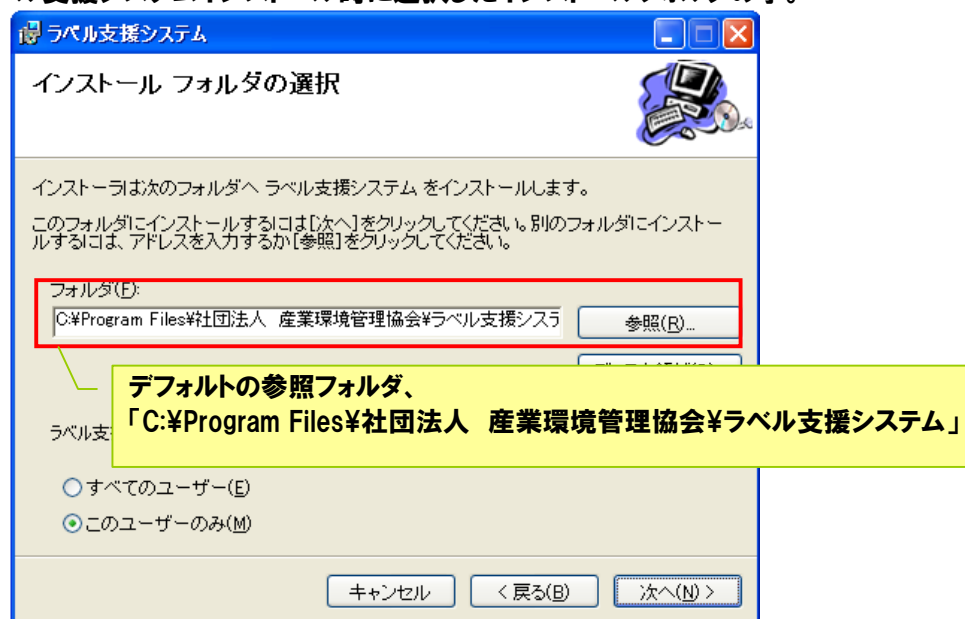 ラベル支援システム
インストール フォルダの選択
インストーラは次のフォルダへ ラベル支援システム をインストールします。
このフォルダにインストールするには[次へ]をクリックしてください。別のフォルダにインストー
ルするには、アドレスを入力するか[参照]をクリックしてください。
フォルダ(F):
C:¥Program Files¥社団法人　産業環境管理協会¥ラベル支援システ
参照(R)...
デフォルトの参照フォルダ、
「C:¥Program Files¥社団法人　産業環境管理協会¥ラベル支援システム」
ラベル支
すべてのユーザー(E)
このユーザーのみ(M)
キャンセル
< 戻る(B)
次へ(N) >